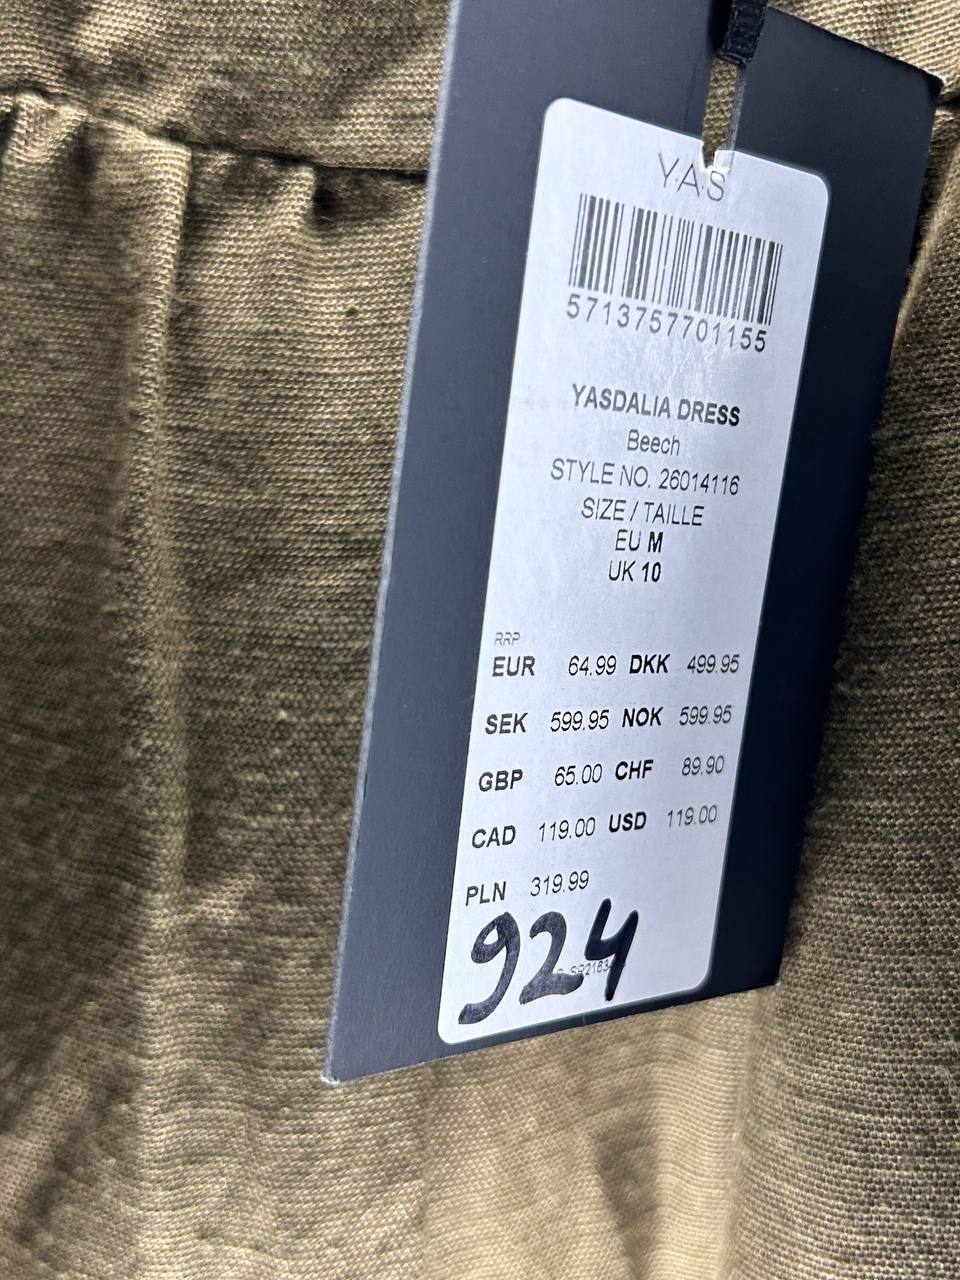 Y.A.S
5713757701155
YASDALIA DRESS
Beech
STYLE NO. 26014116
SIZE / TAILLE
EU M
UK 10
RRP
EUR 64.99 DKK 499.95
SEK 599.95 NOK 599.95
GBP 65.00 CHF 89.90
CAD 119.00 USD 119.00
PLN 319.99
924